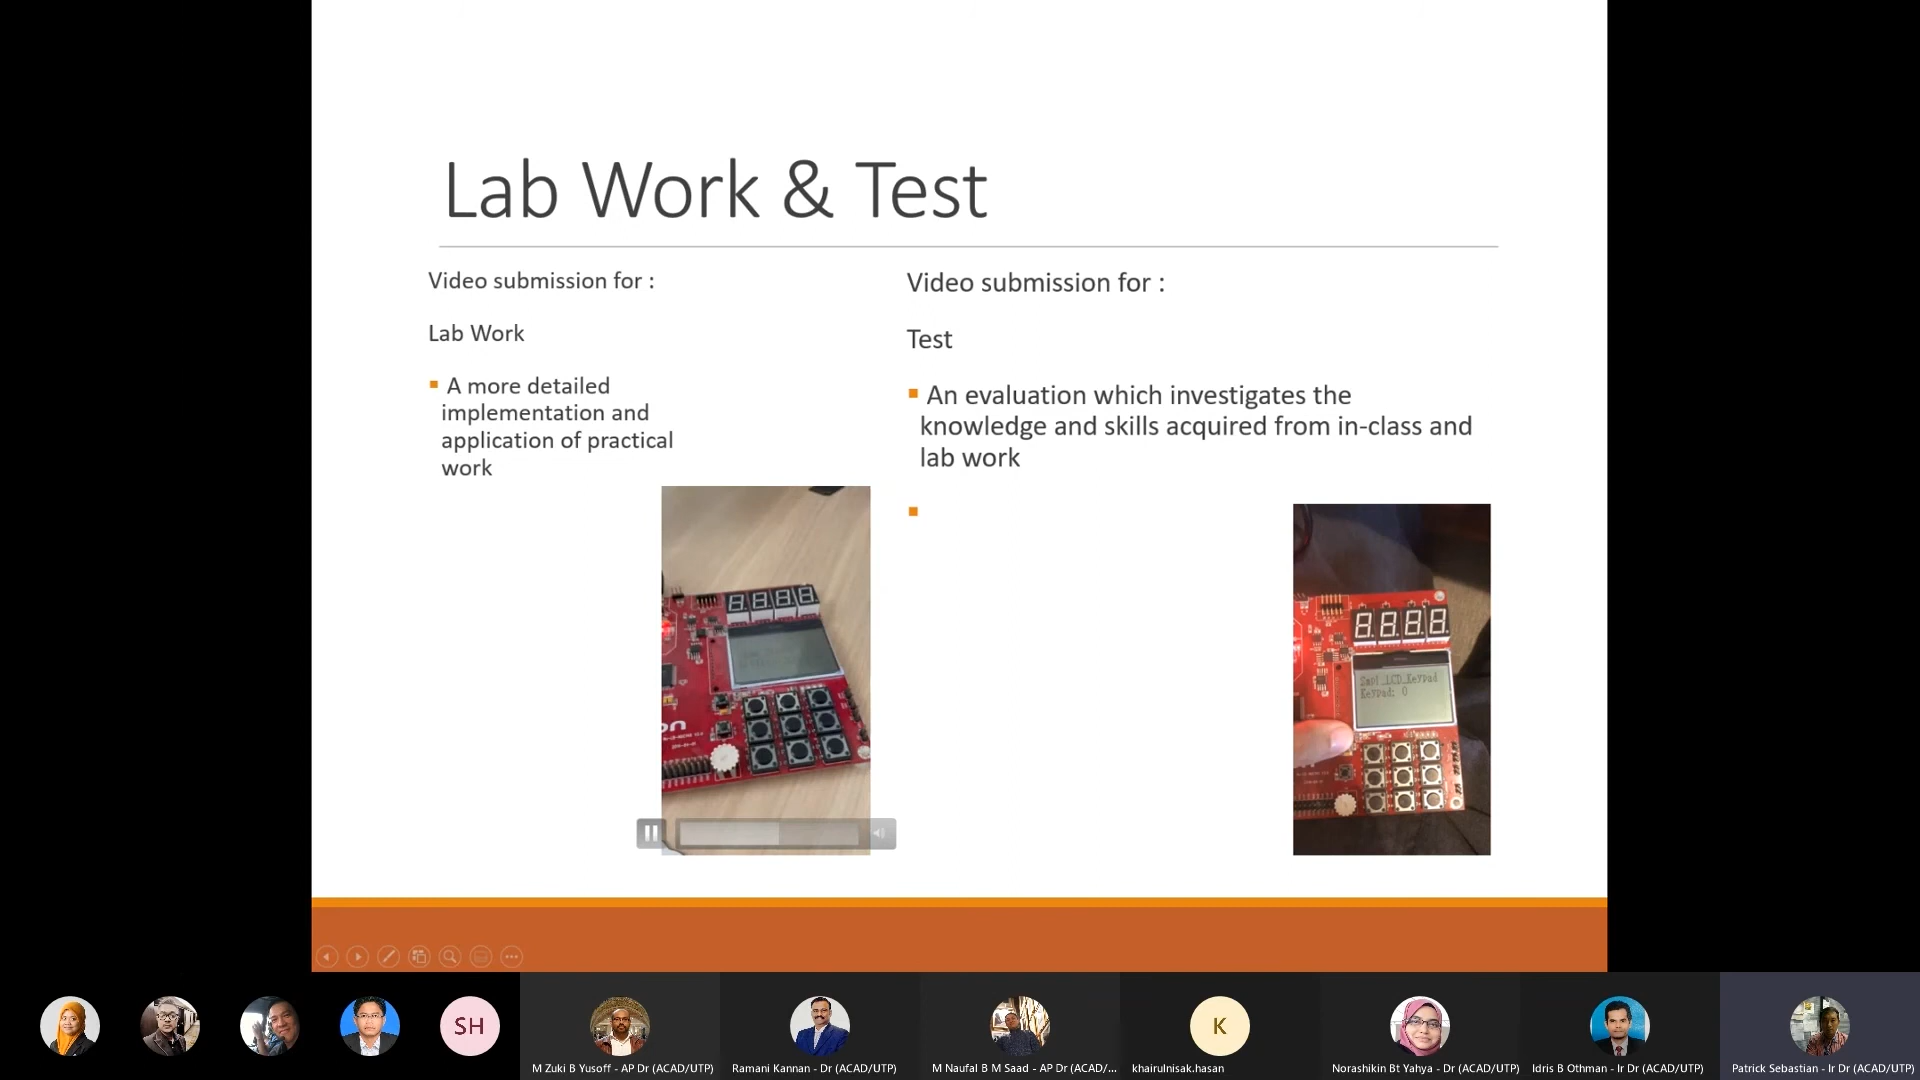 Lab Work & Test
Video submission for :
Lab Work
A more detailed
implementation and
application of practical
work
Video submission for :
Test
An evaluation which investigates the
knowledge and skills acquired from in-class and
lab work
Smpl_LCD_Keypad
Keypad: 0
SH
K
M Zuki B Yusoff - AP Dr (ACAD/UTP)
Ramani Kannan - Dr (ACAD/UTP)
M Naufal B M Saad - AP Dr (ACAD/...
khairulnisak.hasan
Norashikin Bt Yahya - Dr (ACAD/UTP)
Idris B Othman - Ir Dr (ACAD/UTP)
Patrick Sebastian - Ir Dr (ACAD/UTP)